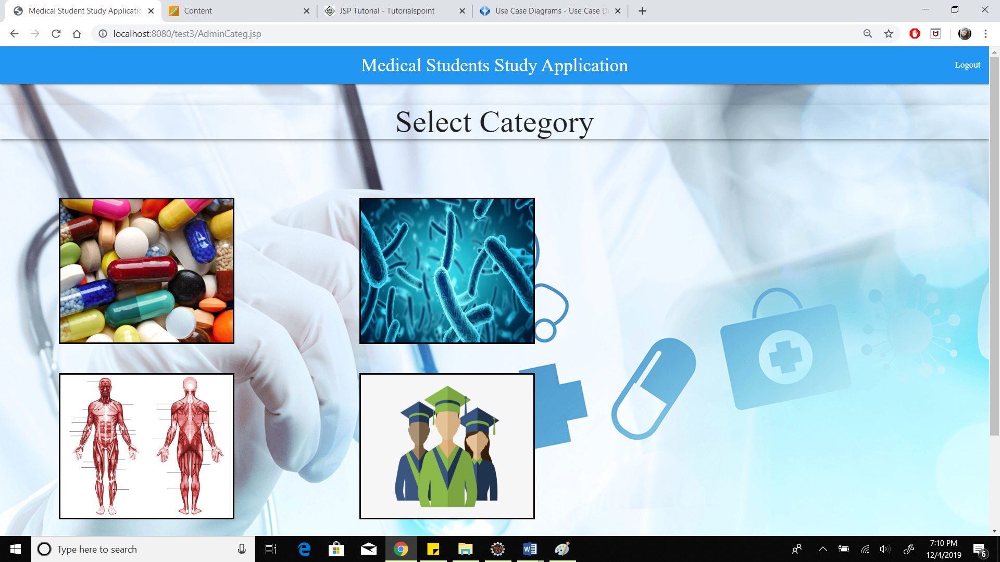 Medical Student Study Applicatio
Content
JSP Tutorial - Tutorialspoint
Use Case Diagrams - Use Case D
localhost:8080/test3/AdminCateg.jsp
Medical Students Study Application
Logout
Select Category
Type here to search
7:10 PM
12/4/2019
6